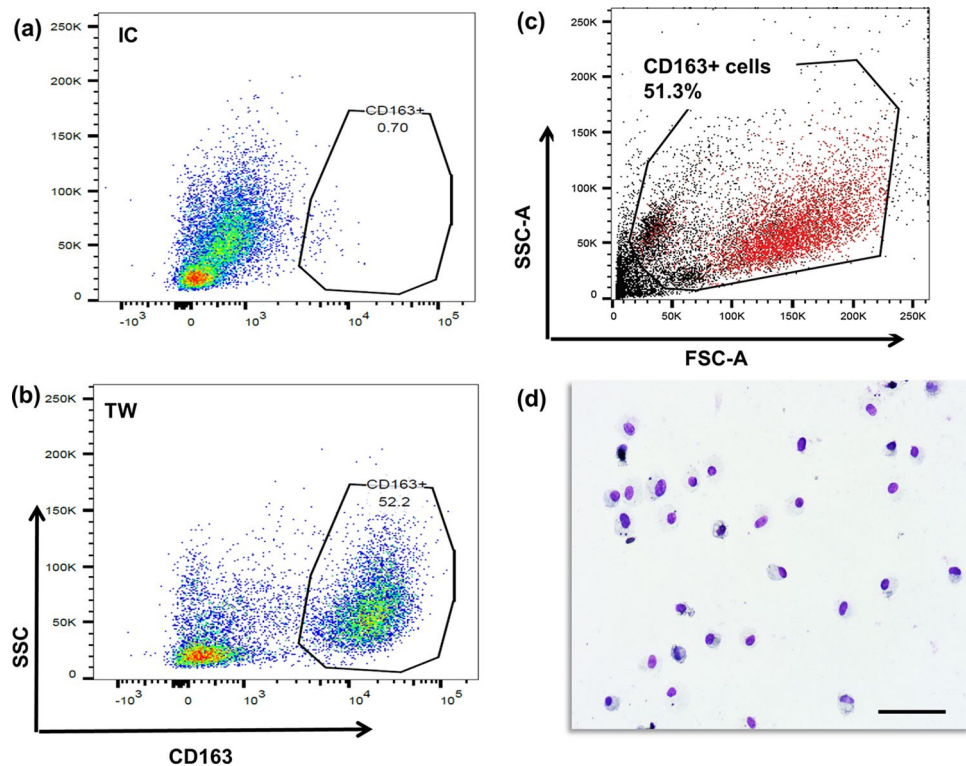 (a)
IC
250K
200K
150K
100K
50K
0
CD163+
0.70
-10³
0
10³
10⁴
10⁵
(b)
TW
250K
200K
150K
100K
50K
0
CD163+
52.2
-10³
0
10³
10⁴
10⁵
SSC
CD163
(c)
CD163+ cells
51.3%
250K
200K
150K
100K
50K
0
0
50K
100K
150K
200K
250K
SSC-A
FSC-A
(d)